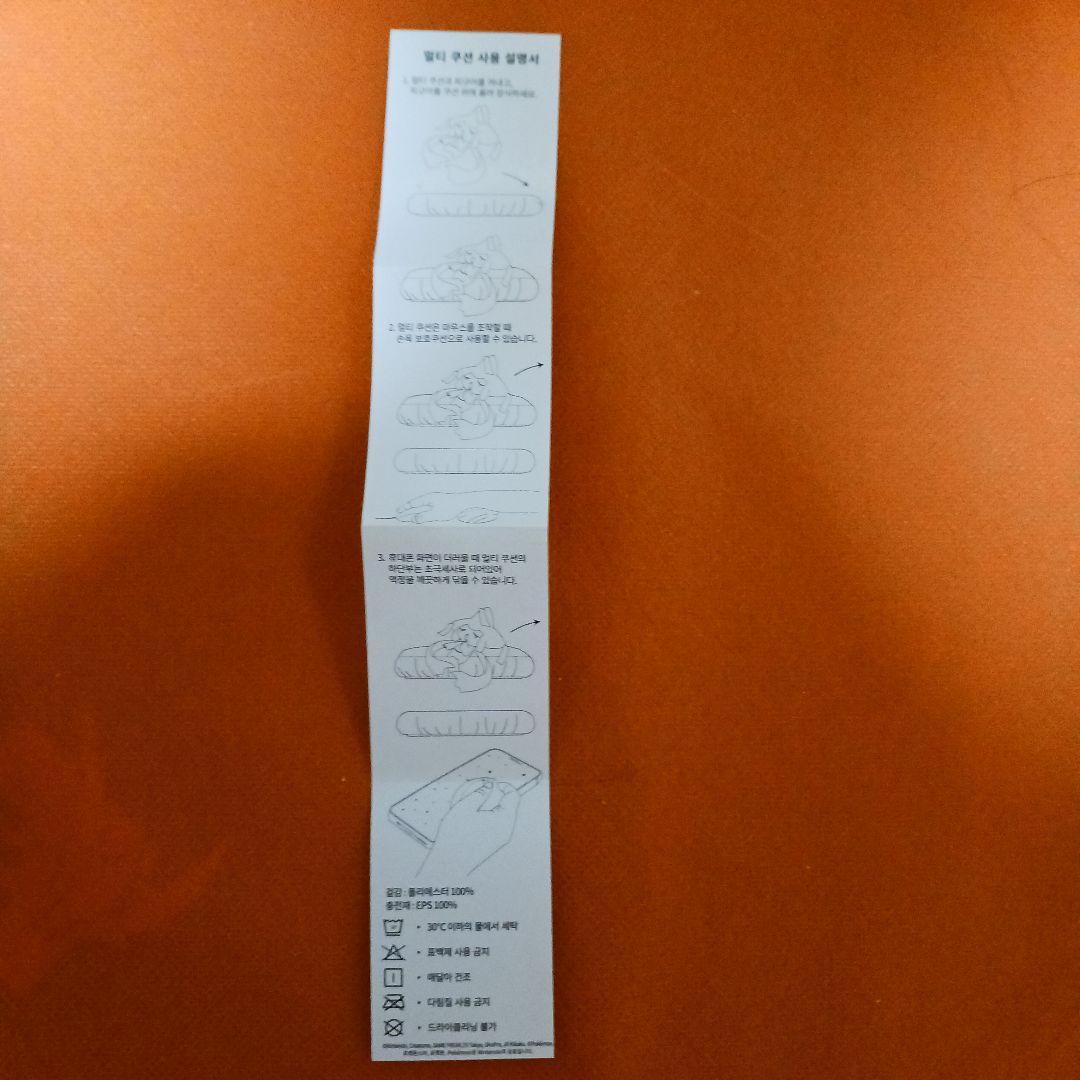 멀티 쿠션 사용 설명서
1. 멀티 쿠션과 피규어를 꺼내고,
피규어를 쿠션 위에 올려 장식하세요.
2. 멀티 쿠션은 마우스를 조작할 때
손목 보호쿠션으로 사용할 수 있습니다.
3. 휴대폰 화면이 더러울 때 멀티 쿠션의
하단부는 초극세사로 되어있어
액정을 깨끗하게 닦을 수 있습니다.
겉감 : 폴리에스터 100%
충전재 : EPS 100%
• 30°C 이하의 물에서 세탁
• 표백제 사용 금지
• 매달아 건조
• 다림질 사용 금지
• 드라이클리닝 불가